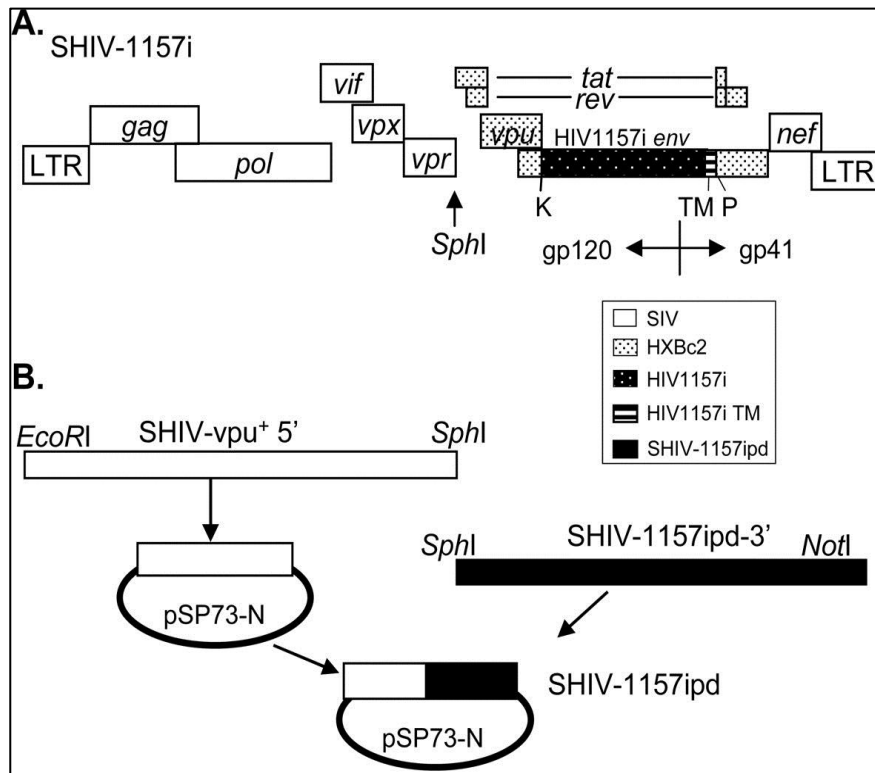 A.
SHIV-1157i
tat
rev
vif
vpx
vpr
gag
pol
LTR
vpu
HIV1157i env
nef
LTR
K
TM P
SphI
gp120
gp41
SIV
HXBc2
HIV1157i
HIV1157i TM
SHIV-1157ipd
B.
EcoRI
SHIV-vpu⁺ 5’
SphI
pSP73-N
SphI
SHIV-1157ipd-3’
NotI
SHIV-1157ipd
pSP73-N